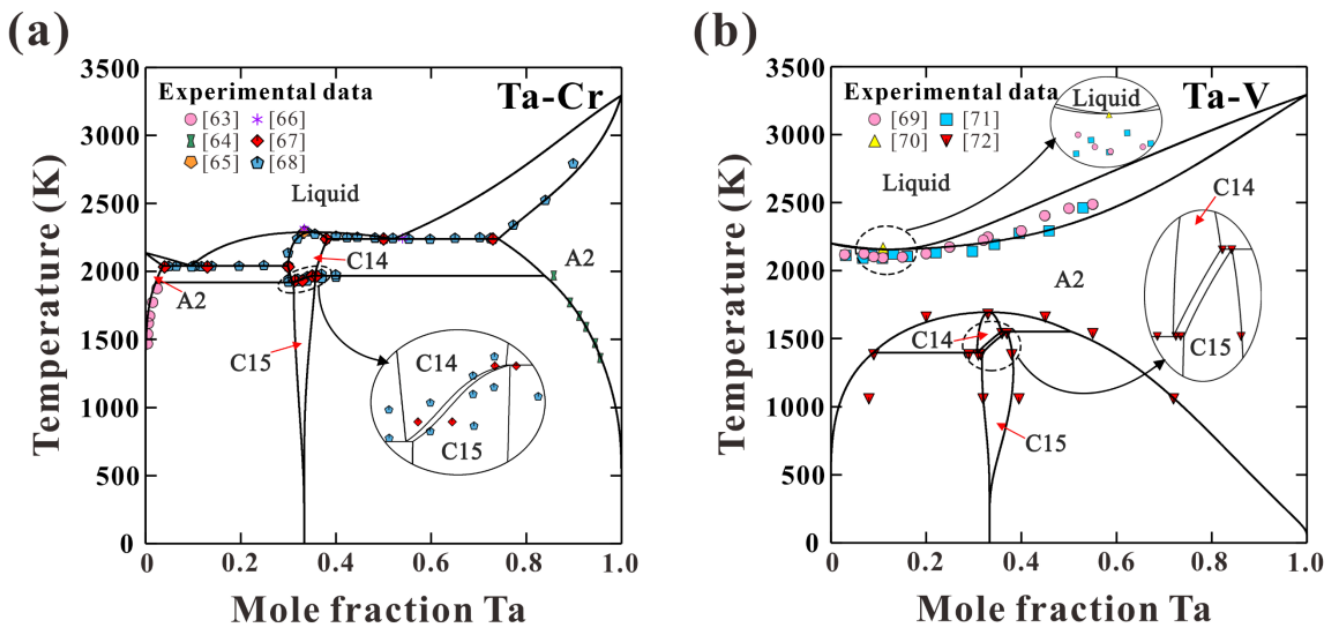 (a)
Ta-Cr
Experimental data
[63] [66]
[64] [67]
[65] [68]
Liquid
C14
A2
A2
C15
C14
C15
3500
3000
2500
2000
1500
1000
500
0
Temperature (K)
0 0.2 0.4 0.6 0.8 1.0
Mole fraction Ta
(b)
Ta-V
Experimental data
[69] [71]
[70] [72]
Liquid
Liquid
C14
A2
C14
C15
C15
3500
3000
2500
2000
1500
1000
500
0
Temperature (K)
0 0.2 0.4 0.6 0.8 1.0
Mole fraction Ta